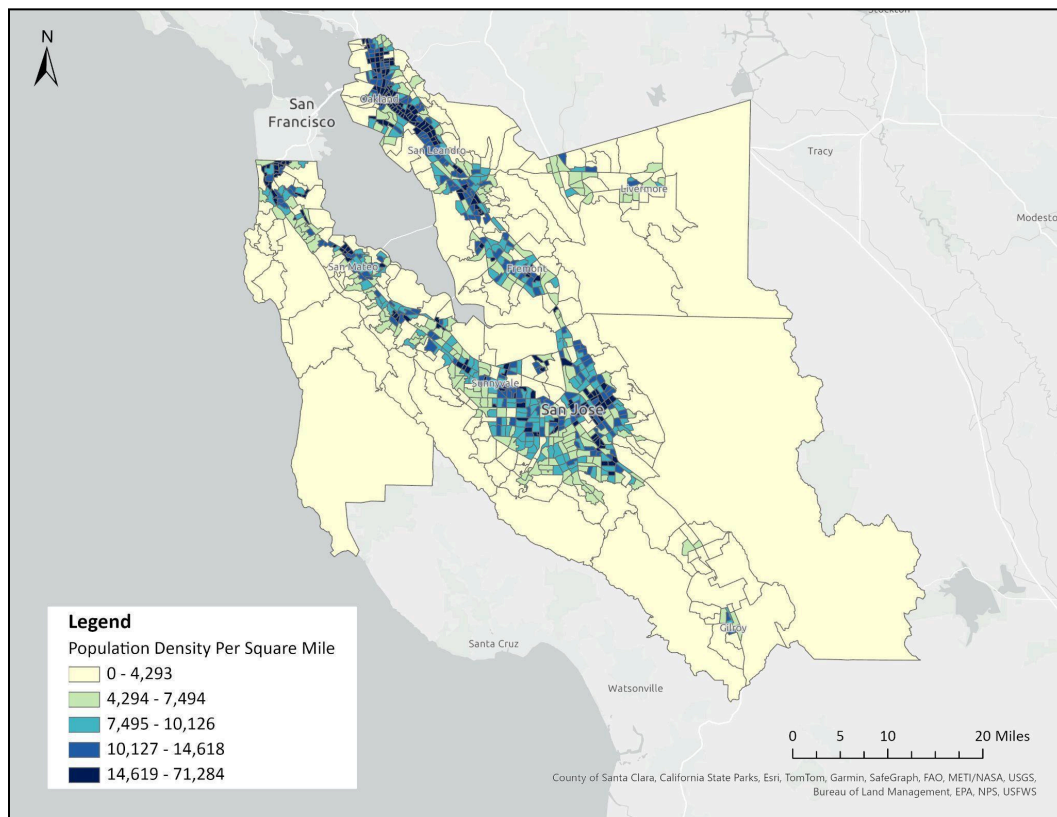 N
Stockton
San
Francisco
Oakland
San Leandro
Tracy
Livermore
Modesto
San Mateo
Fremont
Sunnyvale
San Jose
Gilroy
Santa Cruz
Watsonville
Legend
Population Density Per Square Mile
0 - 4,293
4,294 - 7,494
7,495 - 10,126
10,127 - 14,618
14,619 - 71,284
0 5 10 20 Miles
County of Santa Clara, California State Parks, Esri, TomTom, Garmin, SafeGraph, FAO, METI/NASA, USGS,
Bureau of Land Management, EPA, NPS, USFWS